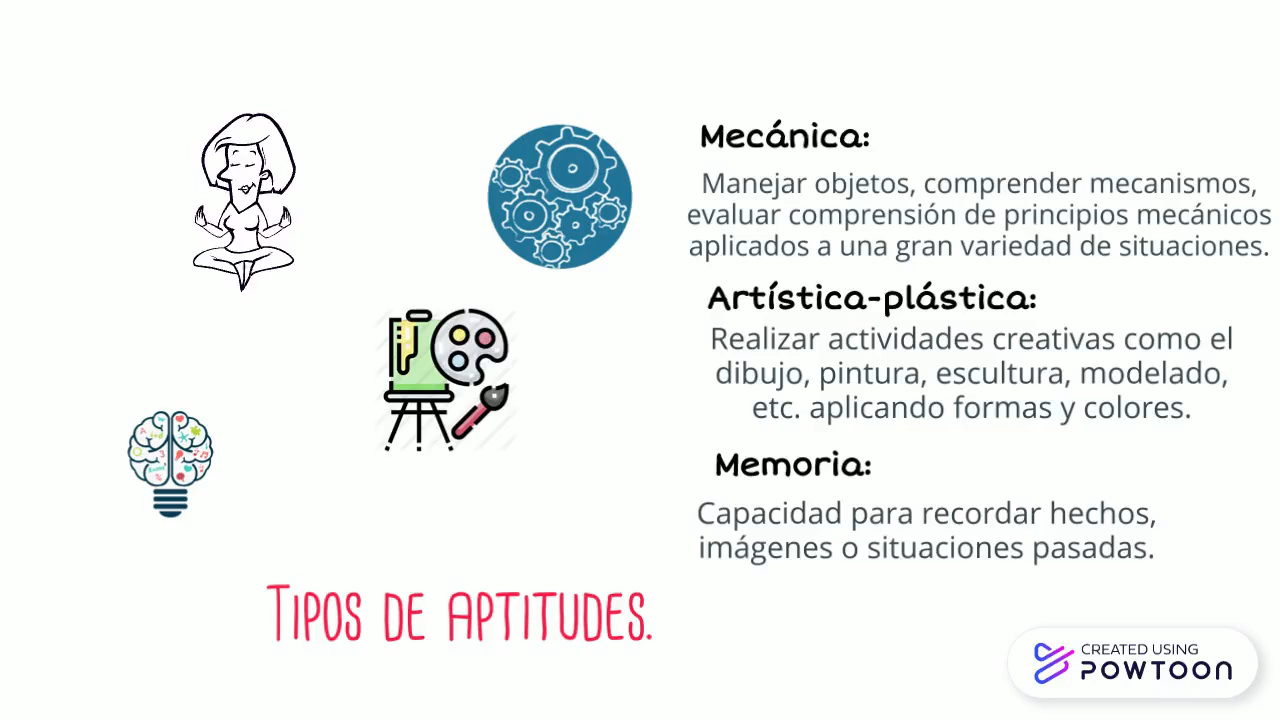 Mecánica:
Manejar objetos, comprender mecanismos,
evaluar comprensión de principios mecánicos
aplicados a una gran variedad de situaciones.
Artística-plástica:
Realizar actividades creativas como el
dibujo, pintura, escultura, modelado,
etc. aplicando formas y colores.
Memoria:
Capacidad para recordar hechos,
imágenes o situaciones pasadas.
Tipos de aptitudes.
CREATED USING
POWTOON